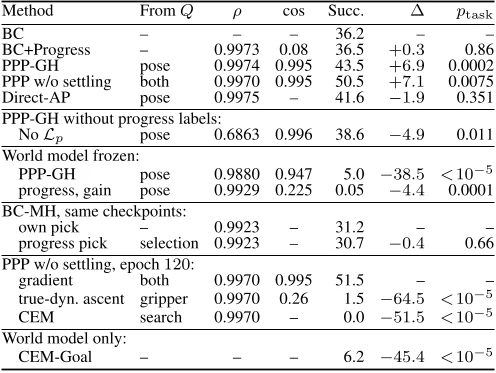 Method From Q ρ cos Succ. Δ p_task
BC – – – 36.2 – –
BC+Progress – 0.9973 0.08 36.5 +0.3 0.86
PPP-GH pose 0.9974 0.995 43.5 +6.9 0.0002
PPP w/o settling both 0.9970 0.995 50.5 +7.1 0.0075
Direct-AP pose 0.9975 – 41.6 −1.9 0.351
PPP-GH without progress labels:
No L_p pose 0.6863 0.996 38.6 −4.9 0.011
World model frozen:
PPP-GH pose 0.9880 0.947 5.0 −38.5 <10⁻⁵
progress, gain pose 0.9929 0.225 0.05 −4.4 0.0001
BC-MH, same checkpoints:
own pick – 0.9923 – 31.2 – –
progress pick selection 0.9923 – 30.7 −0.4 0.66
PPP w/o settling, epoch 120:
gradient both 0.9970 0.995 51.5 – –
true-dyn. ascent gripper 0.9970 0.26 1.5 −64.5 <10⁻⁵
CEM search 0.9970 – 0.0 −51.5 <10⁻⁵
World model only:
CEM-Goal – – – 6.2 −45.4 <10⁻⁵